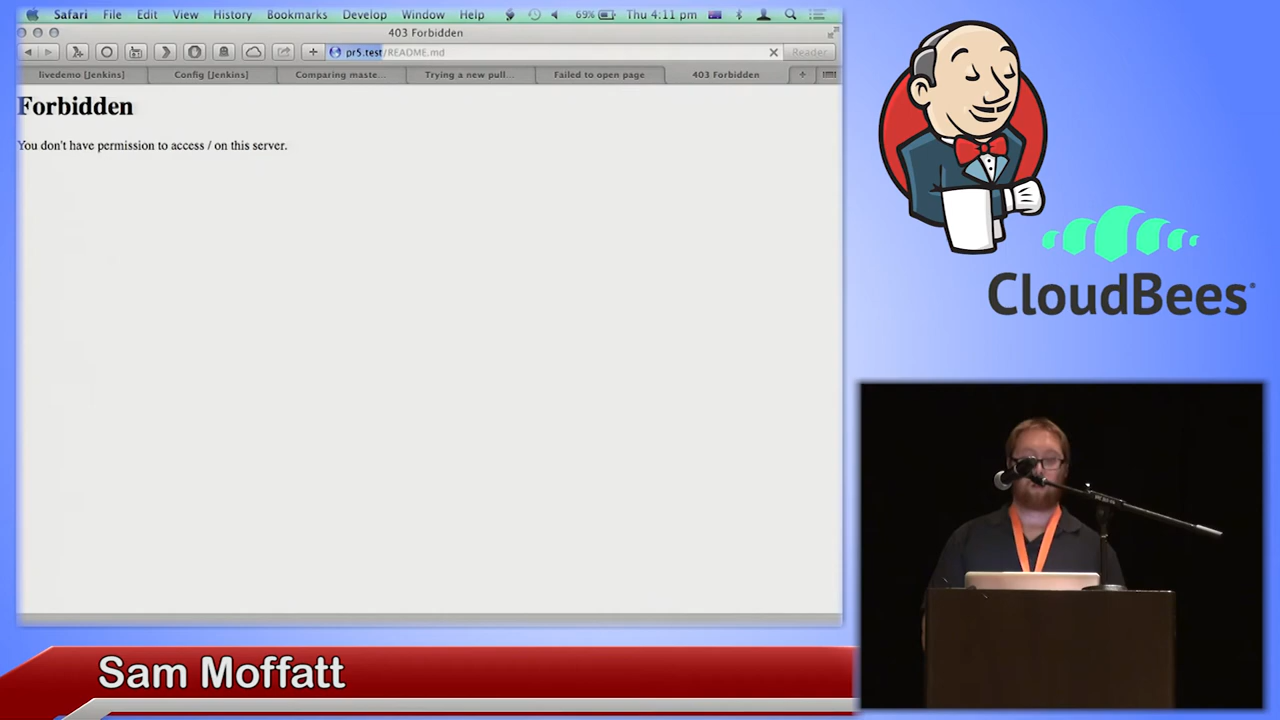 Safari File Edit View History Bookmarks Develop Window Help 69% Thu 4:11 pm
403 Forbidden
pr5.test/README.md Reader
livedemo [Jenkins] Config [Jenkins] Comparing maste... Trying a new pull... Failed to open page 403 Forbidden
Forbidden
You don't have permission to access / on this server.
CloudBees
Sam Moffatt